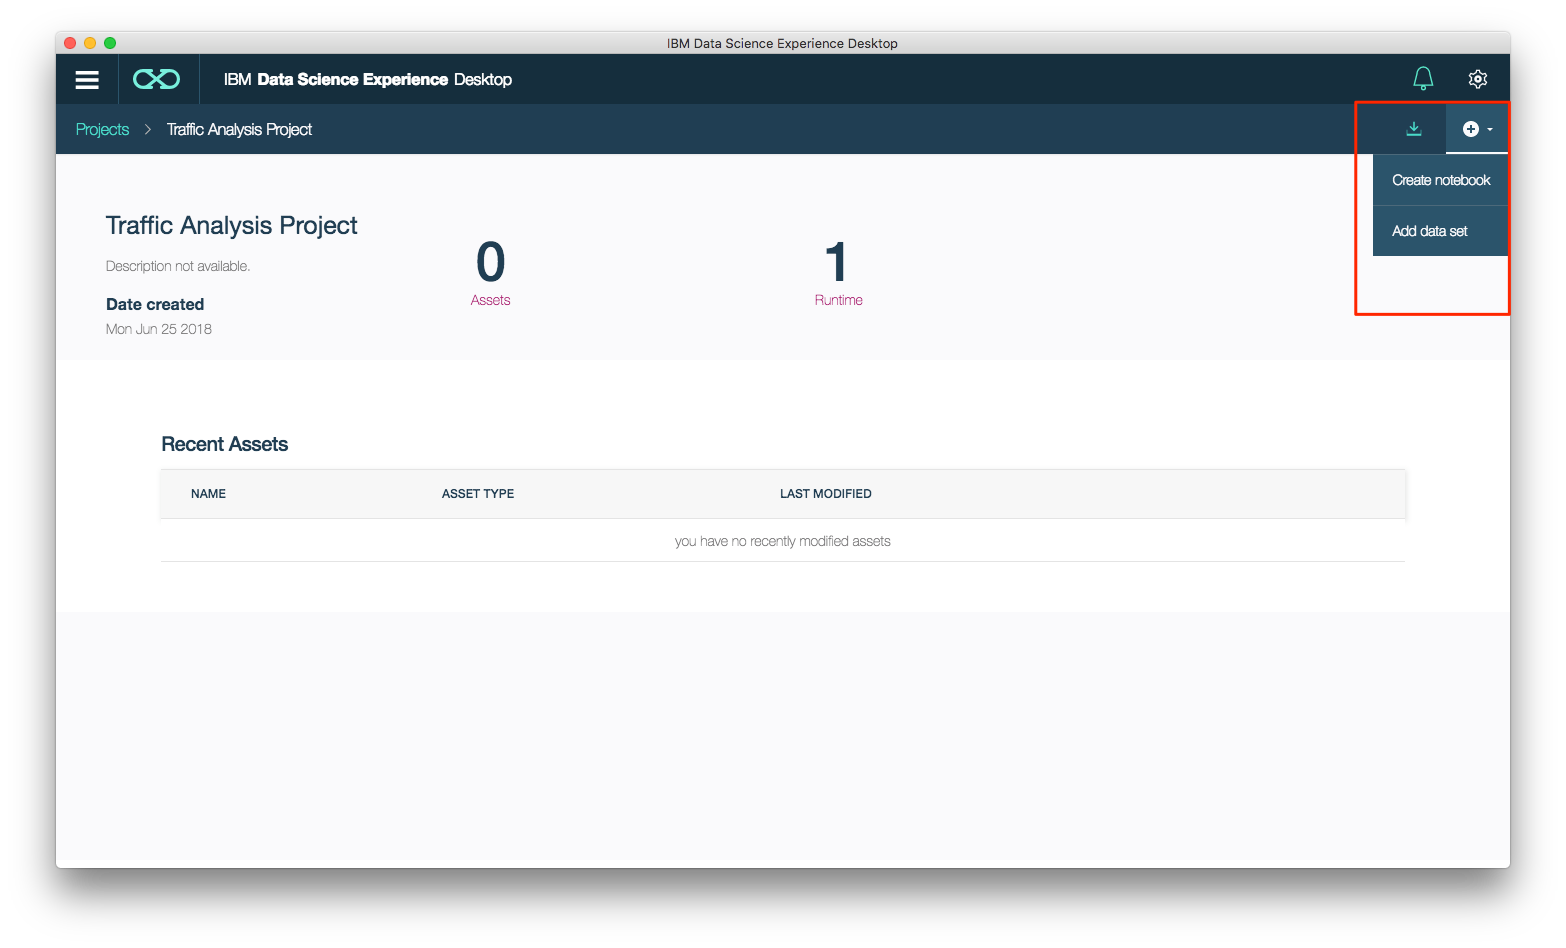 IBM Data Science Experience Desktop
IBM Data Science Experience Desktop
Projects > Traffic Analysis Project
Create notebook
Add data set
Traffic Analysis Project
Description not available.
Date created
Mon Jun 25 2018
0
Assets
1
Runtime
Recent Assets
NAME ASSET TYPE LAST MODIFIED
you have no recently modified assets